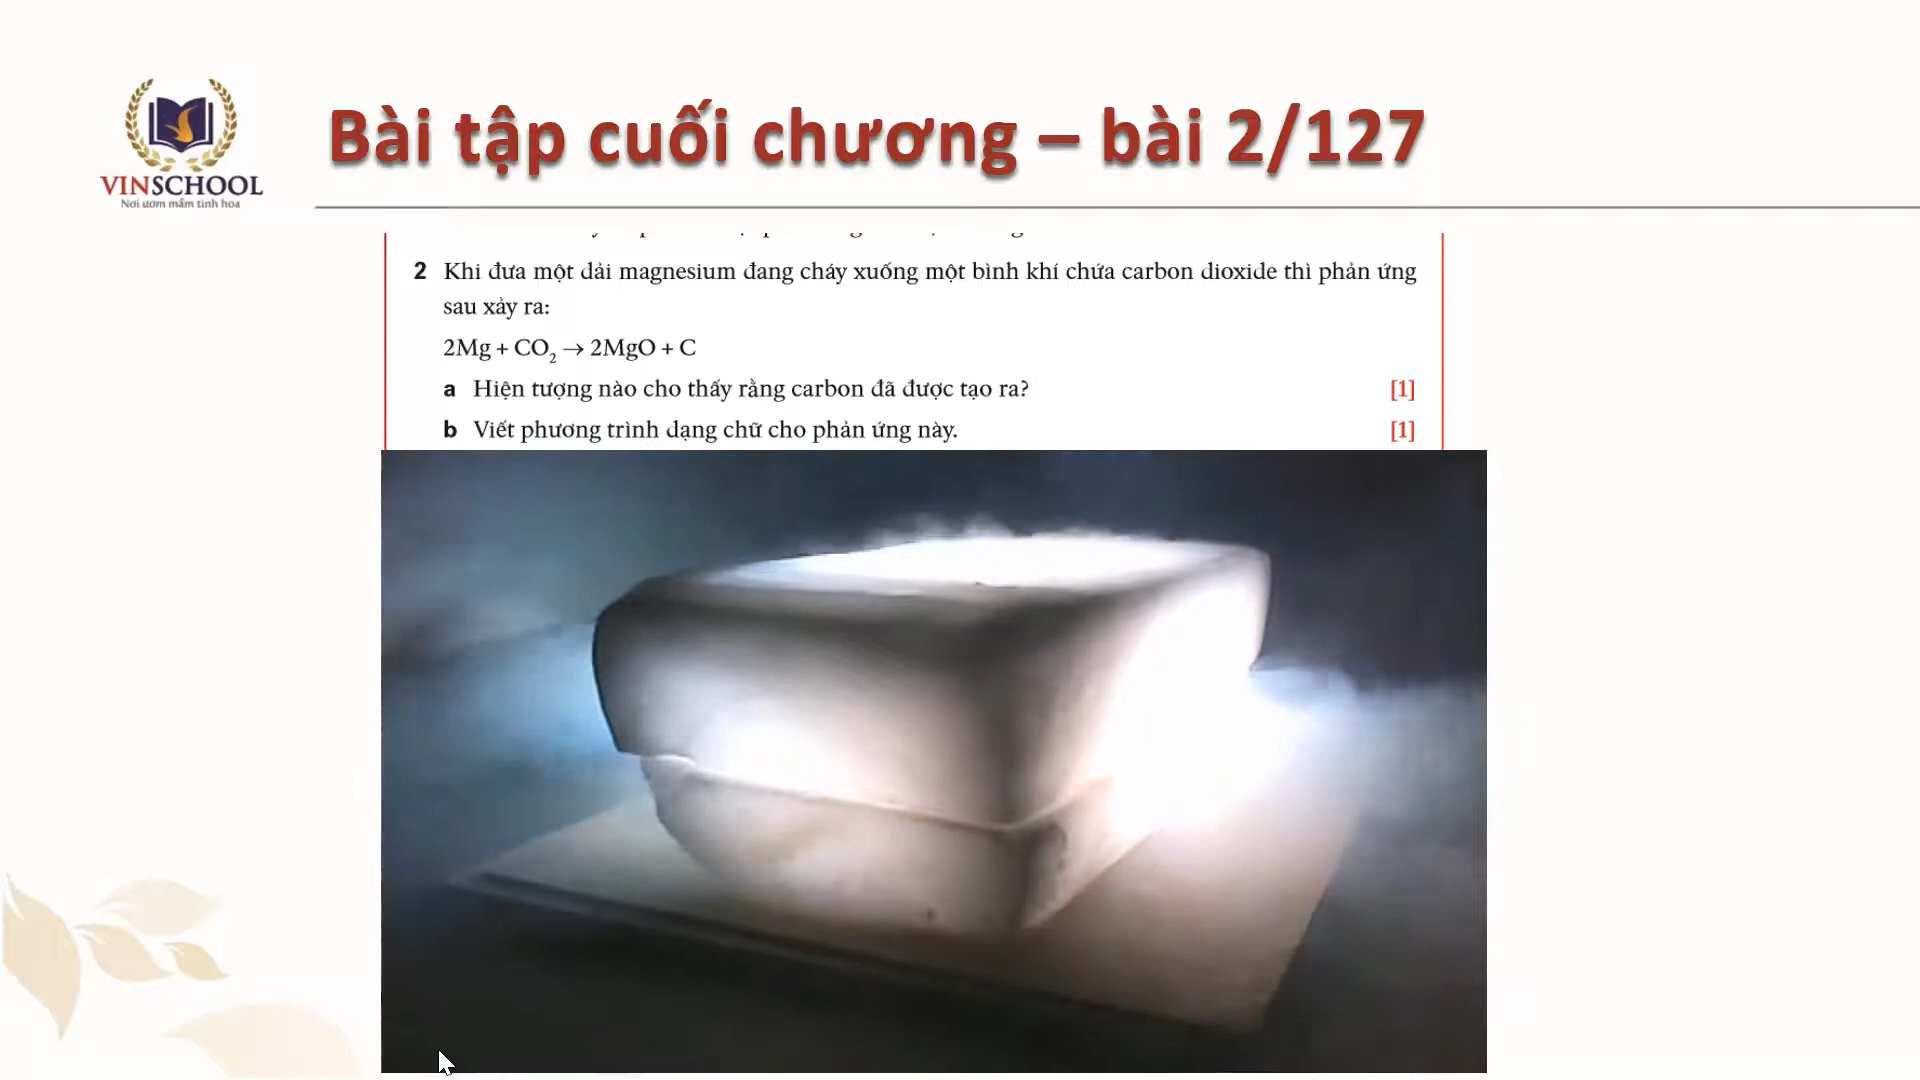 VINSCHOOL
Nơi ươm mầm tinh hoa
Bài tập cuối chương – bài 2/127
2 Khi đưa một dải magnesium đang cháy xuống một bình khí chứa carbon dioxide thì phản ứng
sau xảy ra:
2Mg + CO₂ → 2MgO + C
a Hiện tượng nào cho thấy rằng carbon đã được tạo ra? [1]
b Viết phương trình dạng chữ cho phản ứng này. [1]